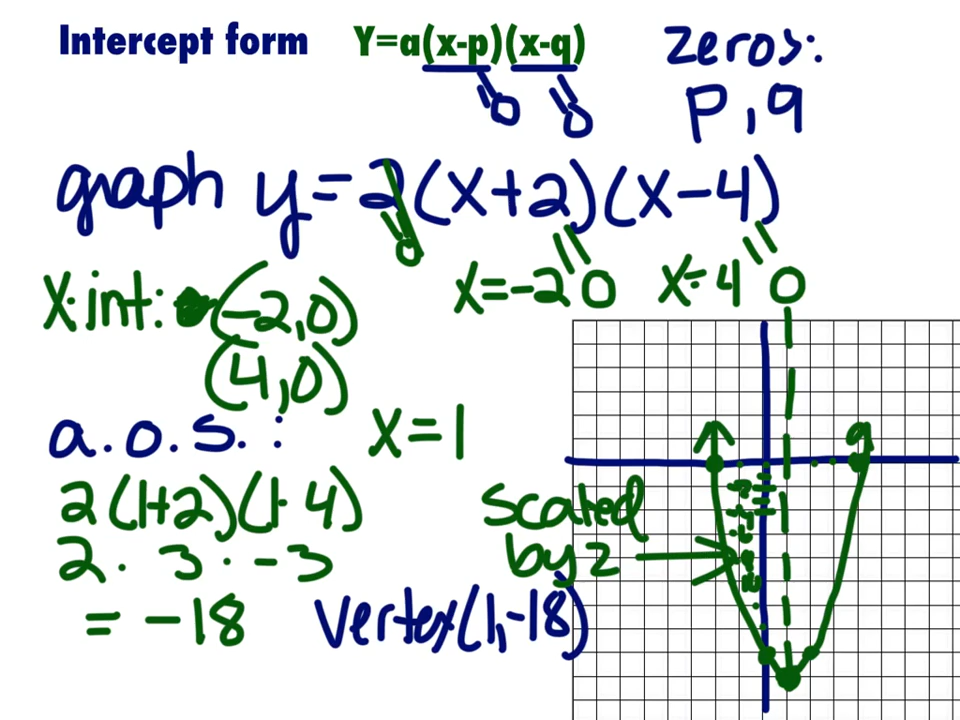 Intercept form Y=a(x-p)(x-q) zeros:
=0 =0 p,q
graph y=2(x+2)(x-4)
=0 =0 =0
x-int: (-2,0) x=-2 x=4
(4,0)
a.o.s.: x=1
2(1+2)(1-4) scaled
2·3·-3 by 2
=-18 Vertex(1,-18)